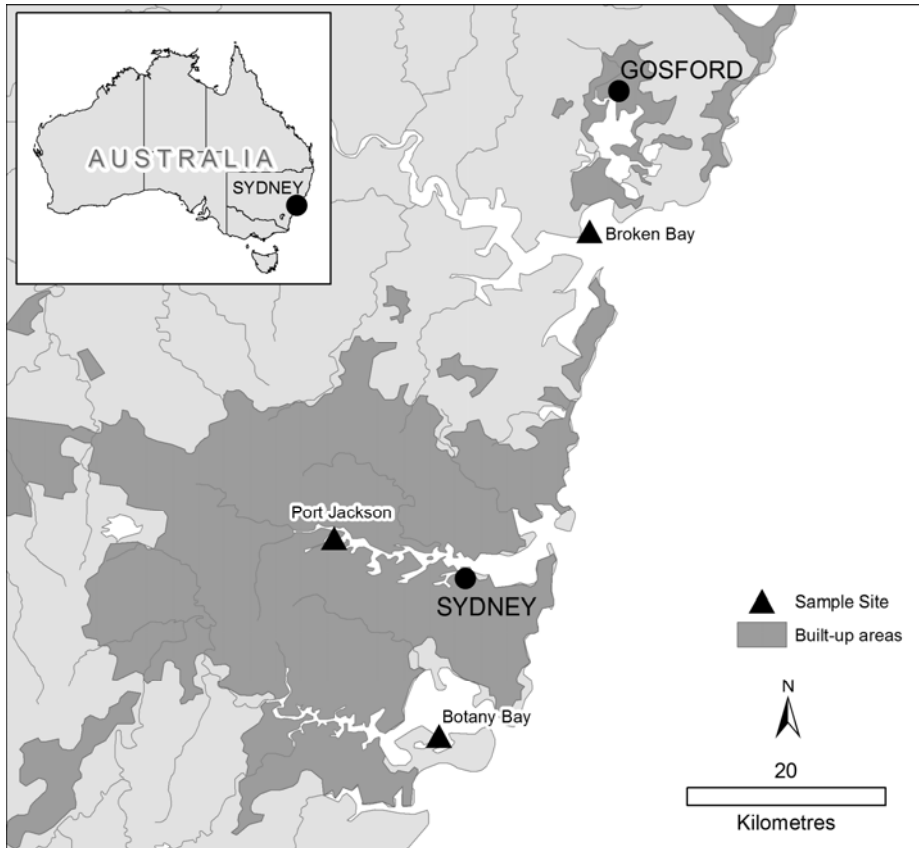 AUSTRALIA
SYDNEY
GOSFORD
Broken Bay
Port Jackson
SYDNEY
Botany Bay
Sample Site
Built-up areas
N
20
Kilometres